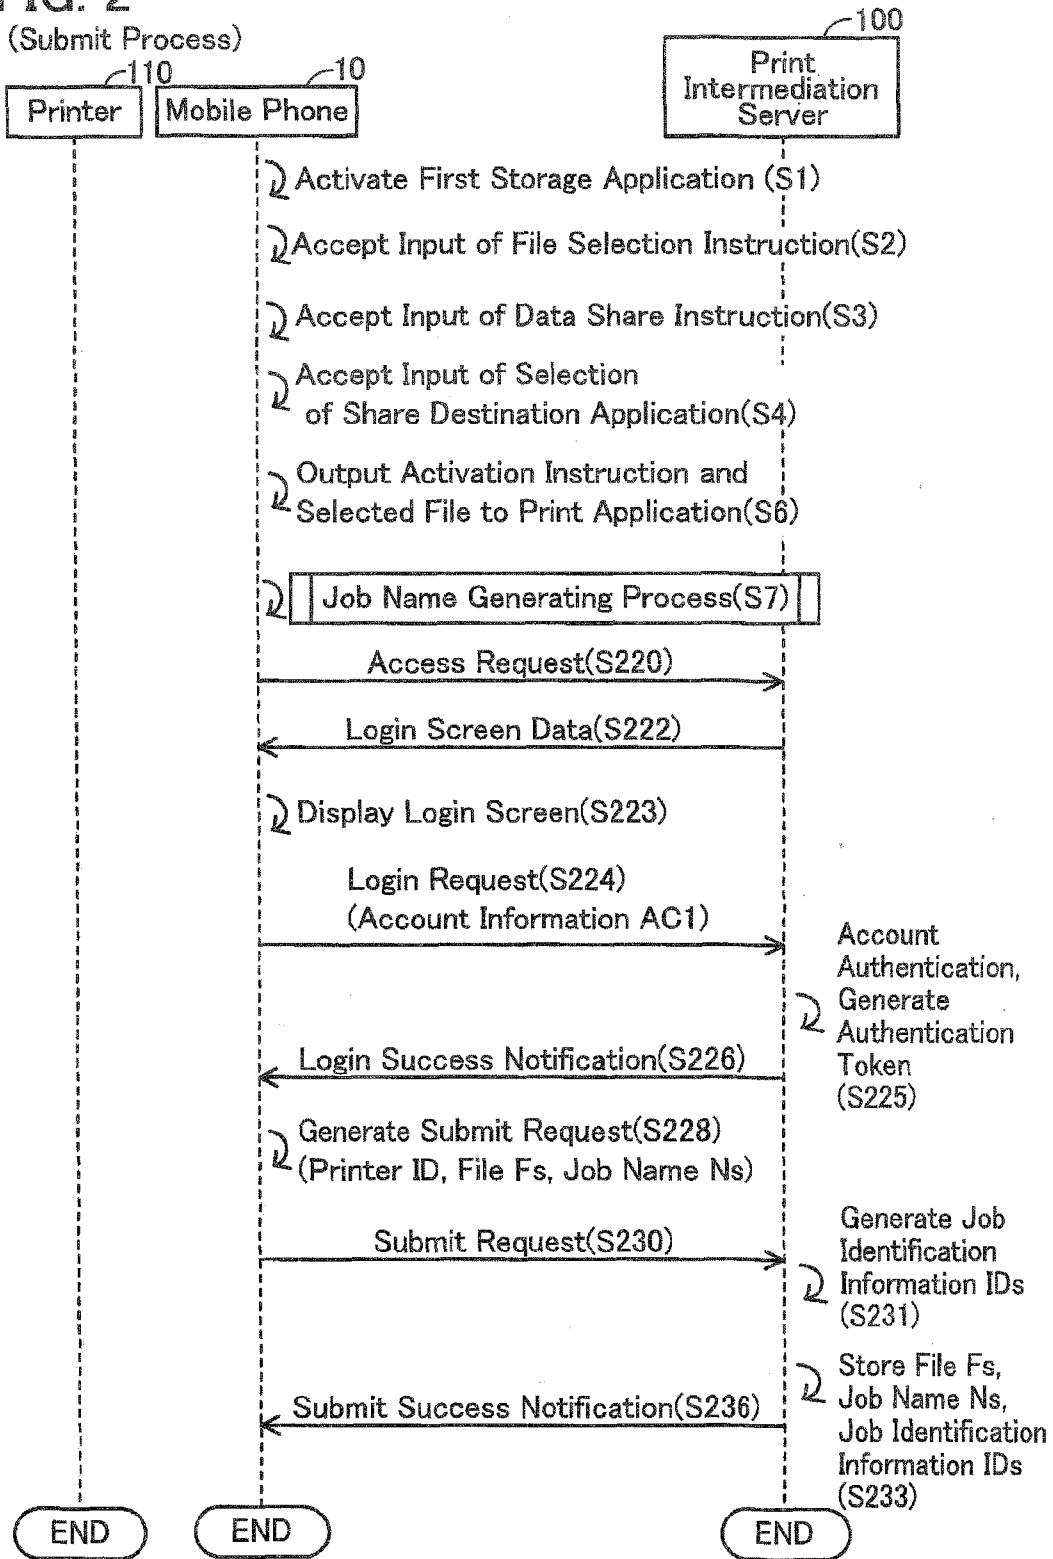 FIG. 2
(Submit Process)
100
110
10
Printer
Mobile Phone
Print
Intermediation
Server
Activate First Storage Application (S1)
Accept Input of File Selection Instruction(S2)
Accept Input of Data Share Instruction(S3)
Accept Input of Selection
of Share Destination Application(S4)
Output Activation Instruction and
Selected File to Print Application(S6)
Job Name Generating Process(S7)
Access Request(S220)
Login Screen Data(S222)
Display Login Screen(S223)
Login Request(S224)
(Account Information AC1)
Account
Authentication,
Generate
Authentication
Token
(S225)
Login Success Notification(S226)
Generate Submit Request(S228)
(Printer ID, File Fs, Job Name Ns)
Submit Request(S230)
Generate Job
Identification
Information IDs
(S231)
Store File Fs,
Job Name Ns,
Job Identification
Information IDs
(S233)
Submit Success Notification(S236)
END
END
END